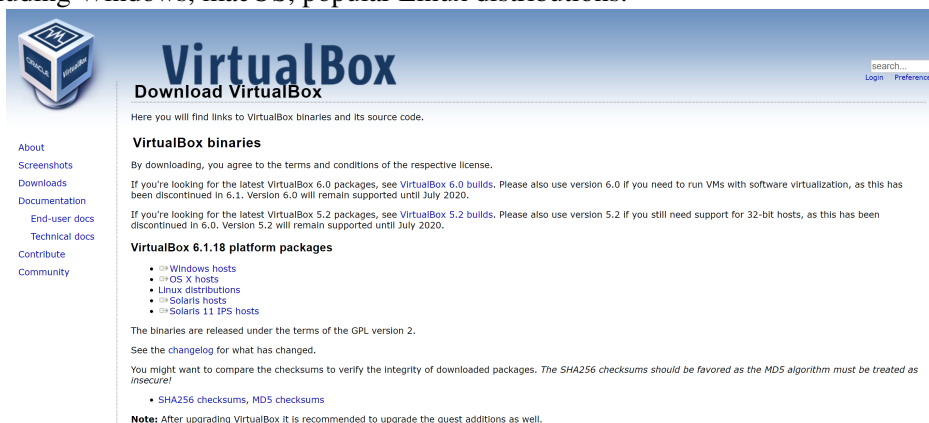 ading Windows, macOS, popular Linux distributions.
ORACLE
VirtualBox
VirtualBox
search...
Login Preference
Download VirtualBox
Here you will find links to VirtualBox binaries and its source code.
About
Screenshots
Downloads
Documentation
End-user docs
Technical docs
Contribute
Community
VirtualBox binaries
By downloading, you agree to the terms and conditions of the respective license.
If you're looking for the latest VirtualBox 6.0 packages, see VirtualBox 6.0 builds. Please also use version 6.0 if you need to run VMs with software virtualization, as this has
been discontinued in 6.1. Version 6.0 will remain supported until July 2020.
If you're looking for the latest VirtualBox 5.2 packages, see VirtualBox 5.2 builds. Please also use version 5.2 if you still need support for 32-bit hosts, as this has been
discontinued in 6.0. Version 5.2 will remain supported until July 2020.
VirtualBox 6.1.18 platform packages
• Windows hosts
• OS X hosts
• Linux distributions
• Solaris hosts
• Solaris 11 IPS hosts
The binaries are released under the terms of the GPL version 2.
See the changelog for what has changed.
You might want to compare the checksums to verify the integrity of downloaded packages. The SHA256 checksums should be favored as the MD5 algorithm must be treated as
insecure!
• SHA256 checksums, MD5 checksums
Note: After upgrading VirtualBox it is recommended to upgrade the guest additions as well.